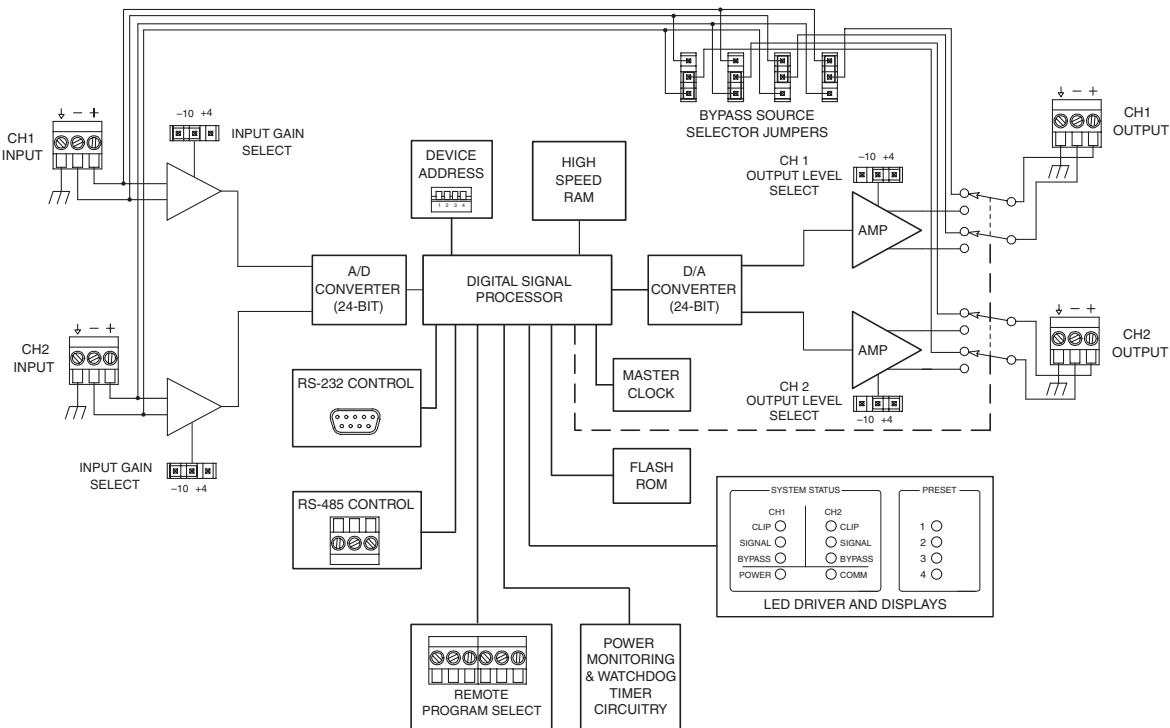 BYPASS SOURCE
SELECTOR JUMPERS
CH1
INPUT
↓ − +
−10 +4
INPUT GAIN
SELECT
DEVICE
ADDRESS
1 2 3 4
HIGH
SPEED
RAM
CH 1
OUTPUT LEVEL
SELECT
−10 +4
AMP
↓ − +
CH1
OUTPUT
A/D
CONVERTER
(24-BIT)
DIGITAL SIGNAL
PROCESSOR
D/A
CONVERTER
(24-BIT)
CH2
INPUT
↓ − +
INPUT GAIN
SELECT
−10 +4
AMP
CH 2
OUTPUT LEVEL
SELECT
−10 +4
↓ − +
CH2
OUTPUT
RS-232 CONTROL
MASTER
CLOCK
RS-485 CONTROL
FLASH
ROM
SYSTEM STATUS
CH1 CH2
CLIP CLIP
SIGNAL SIGNAL
BYPASS BYPASS
POWER COMM
PRESET
1
2
3
4
LED DRIVER AND DISPLAYS
REMOTE
PROGRAM SELECT
POWER
MONITORING
& WATCHDOG
TIMER
CIRCUITRY